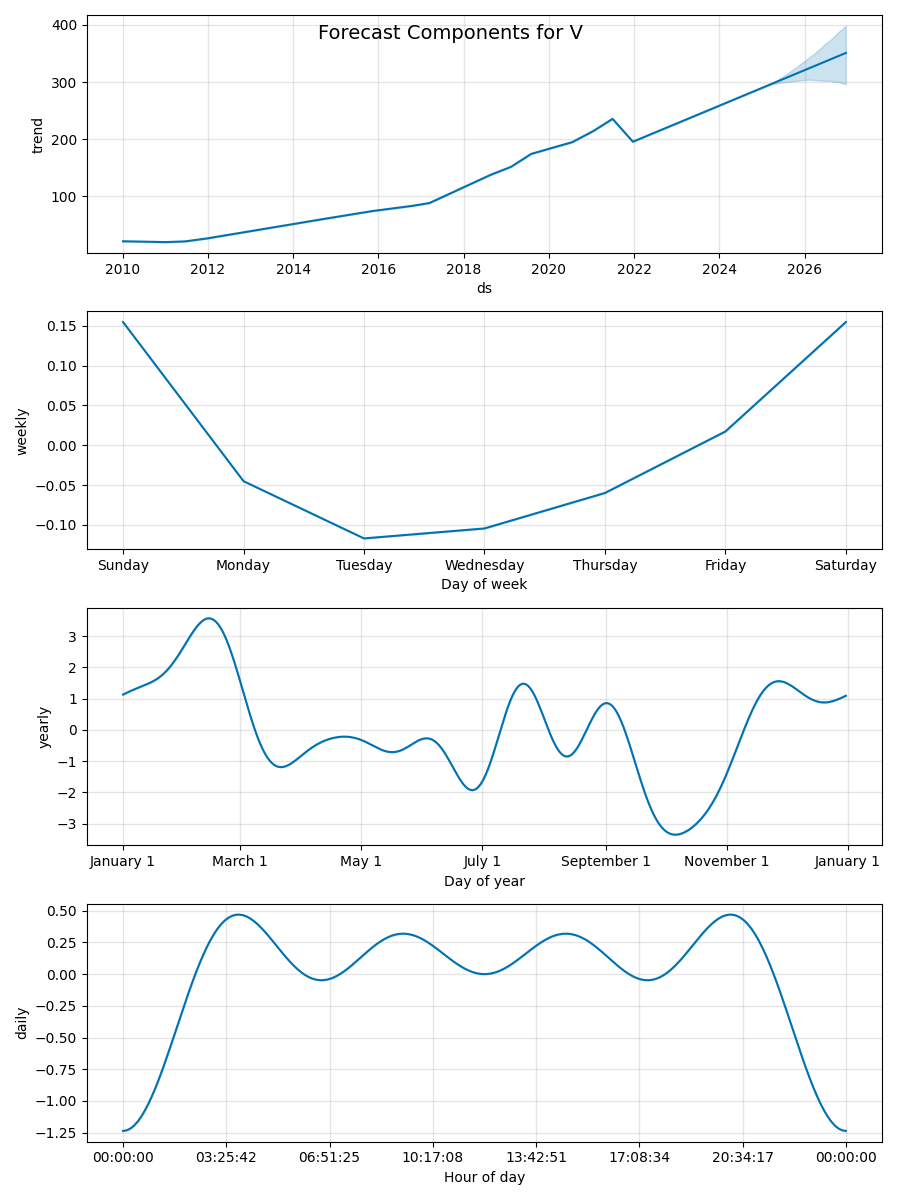 Forecast Components for V
400
300
200
100
trend
2010 2012 2014 2016 2018 2020 2022 2024 2026
ds
0.15
0.10
0.05
0.00
−0.05
−0.10
weekly
Sunday Monday Tuesday Wednesday Thursday Friday Saturday
Day of week
3
2
1
0
−1
−2
−3
yearly
January 1 March 1 May 1 July 1 September 1 November 1 January 1
Day of year
0.50
0.25
0.00
−0.25
−0.50
−0.75
−1.00
−1.25
daily
00:00:00 03:25:42 06:51:25 10:17:08 13:42:51 17:08:34 20:34:17 00:00:00
Hour of day